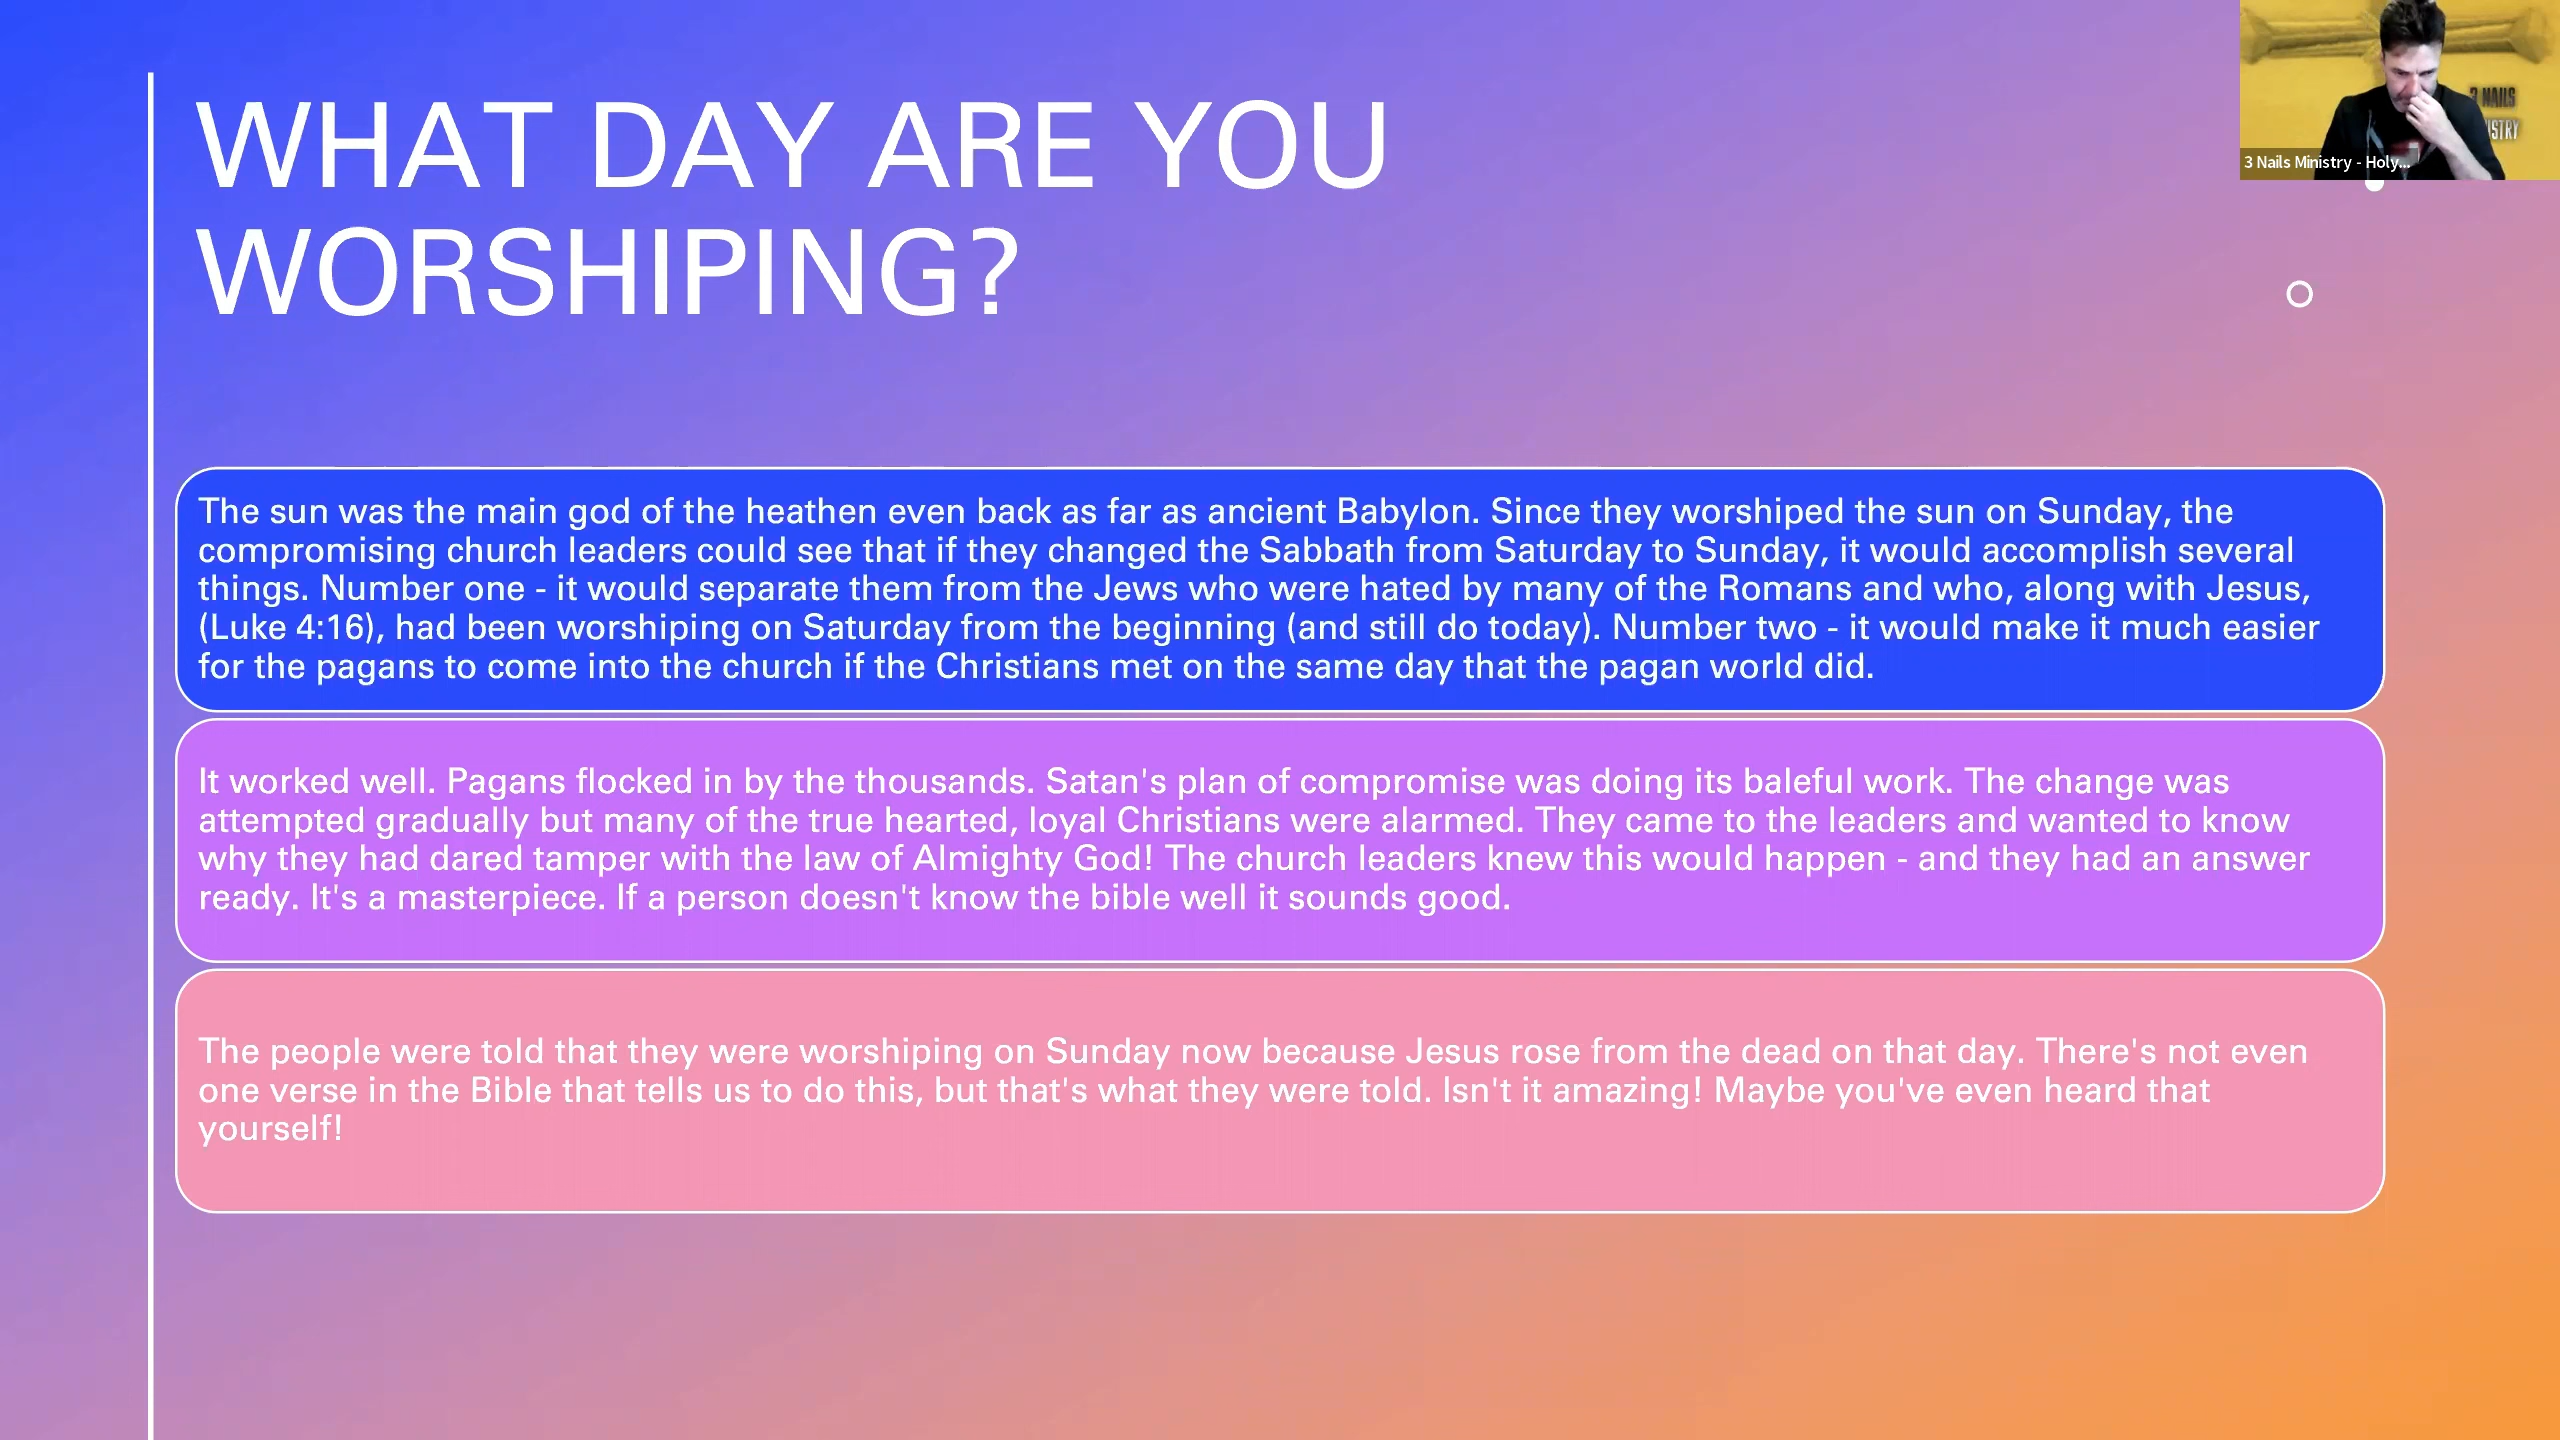 WHAT DAY ARE YOU
WORSHIPING?
3 NAILS
ISTRY
3 Nails Ministry - Holy...
The sun was the main god of the heathen even back as far as ancient Babylon. Since they worshiped the sun on Sunday, the
compromising church leaders could see that if they changed the Sabbath from Saturday to Sunday, it would accomplish several
things. Number one - it would separate them from the Jews who were hated by many of the Romans and who, along with Jesus,
(Luke 4:16), had been worshiping on Saturday from the beginning (and still do today). Number two - it would make it much easier
for the pagans to come into the church if the Christians met on the same day that the pagan world did.
It worked well. Pagans flocked in by the thousands. Satan's plan of compromise was doing its baleful work. The change was
attempted gradually but many of the true hearted, loyal Christians were alarmed. They came to the leaders and wanted to know
why they had dared tamper with the law of Almighty God! The church leaders knew this would happen - and they had an answer
ready. It's a masterpiece. If a person doesn't know the bible well it sounds good.
The people were told that they were worshiping on Sunday now because Jesus rose from the dead on that day. There's not even
one verse in the Bible that tells us to do this, but that's what they were told. Isn't it amazing! Maybe you've even heard that
yourself!